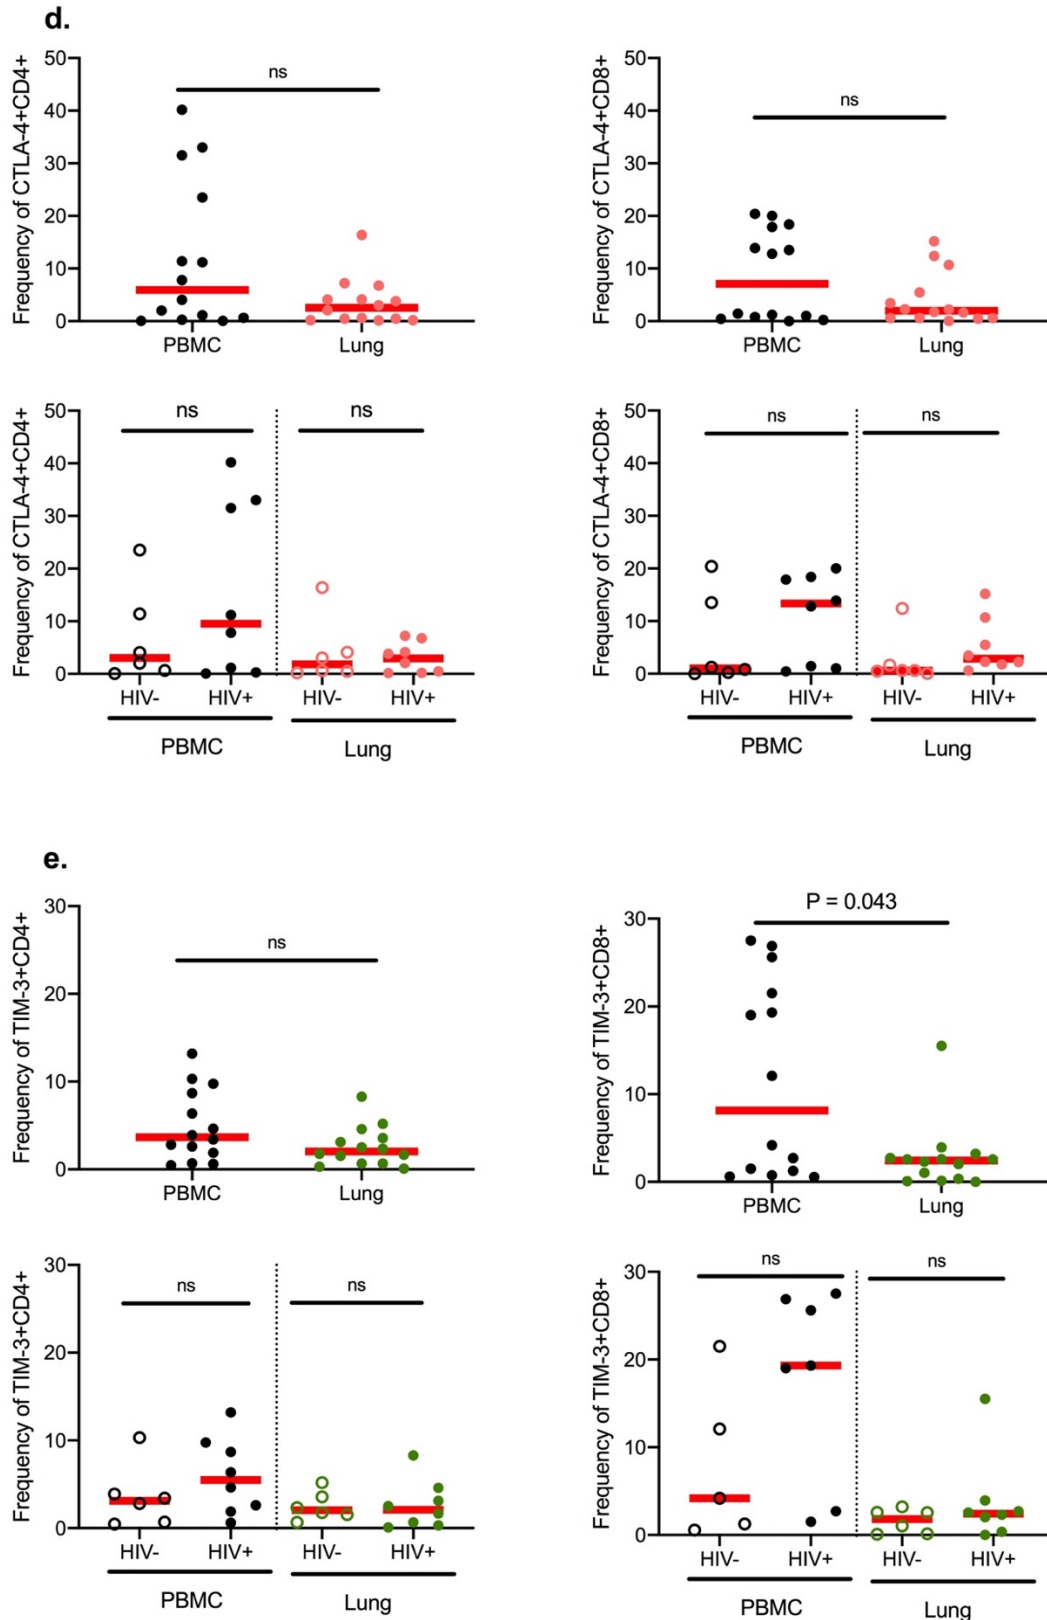 d.
Frequency of CTLA-4+CD4+
50
40
30
20
10
0
ns
PBMC
Lung
Frequency of CTLA-4+CD8+
50
40
30
20
10
0
ns
PBMC
Lung
Frequency of CTLA-4+CD4+
50
40
30
20
10
0
ns
ns
HIV-
HIV+
HIV-
HIV+
PBMC
Lung
Frequency of CTLA-4+CD8+
50
40
30
20
10
0
ns
ns
HIV-
HIV+
HIV-
HIV+
PBMC
Lung
e.
Frequency of TIM-3+CD4+
30
20
10
0
ns
PBMC
Lung
Frequency of TIM-3+CD8+
30
20
10
0
P = 0.043
PBMC
Lung
Frequency of TIM-3+CD4+
30
20
10
0
ns
ns
HIV-
HIV+
HIV-
HIV+
PBMC
Lung
Frequency of TIM-3+CD8+
30
20
10
0
ns
ns
HIV-
HIV+
HIV-
HIV+
PBMC
Lung